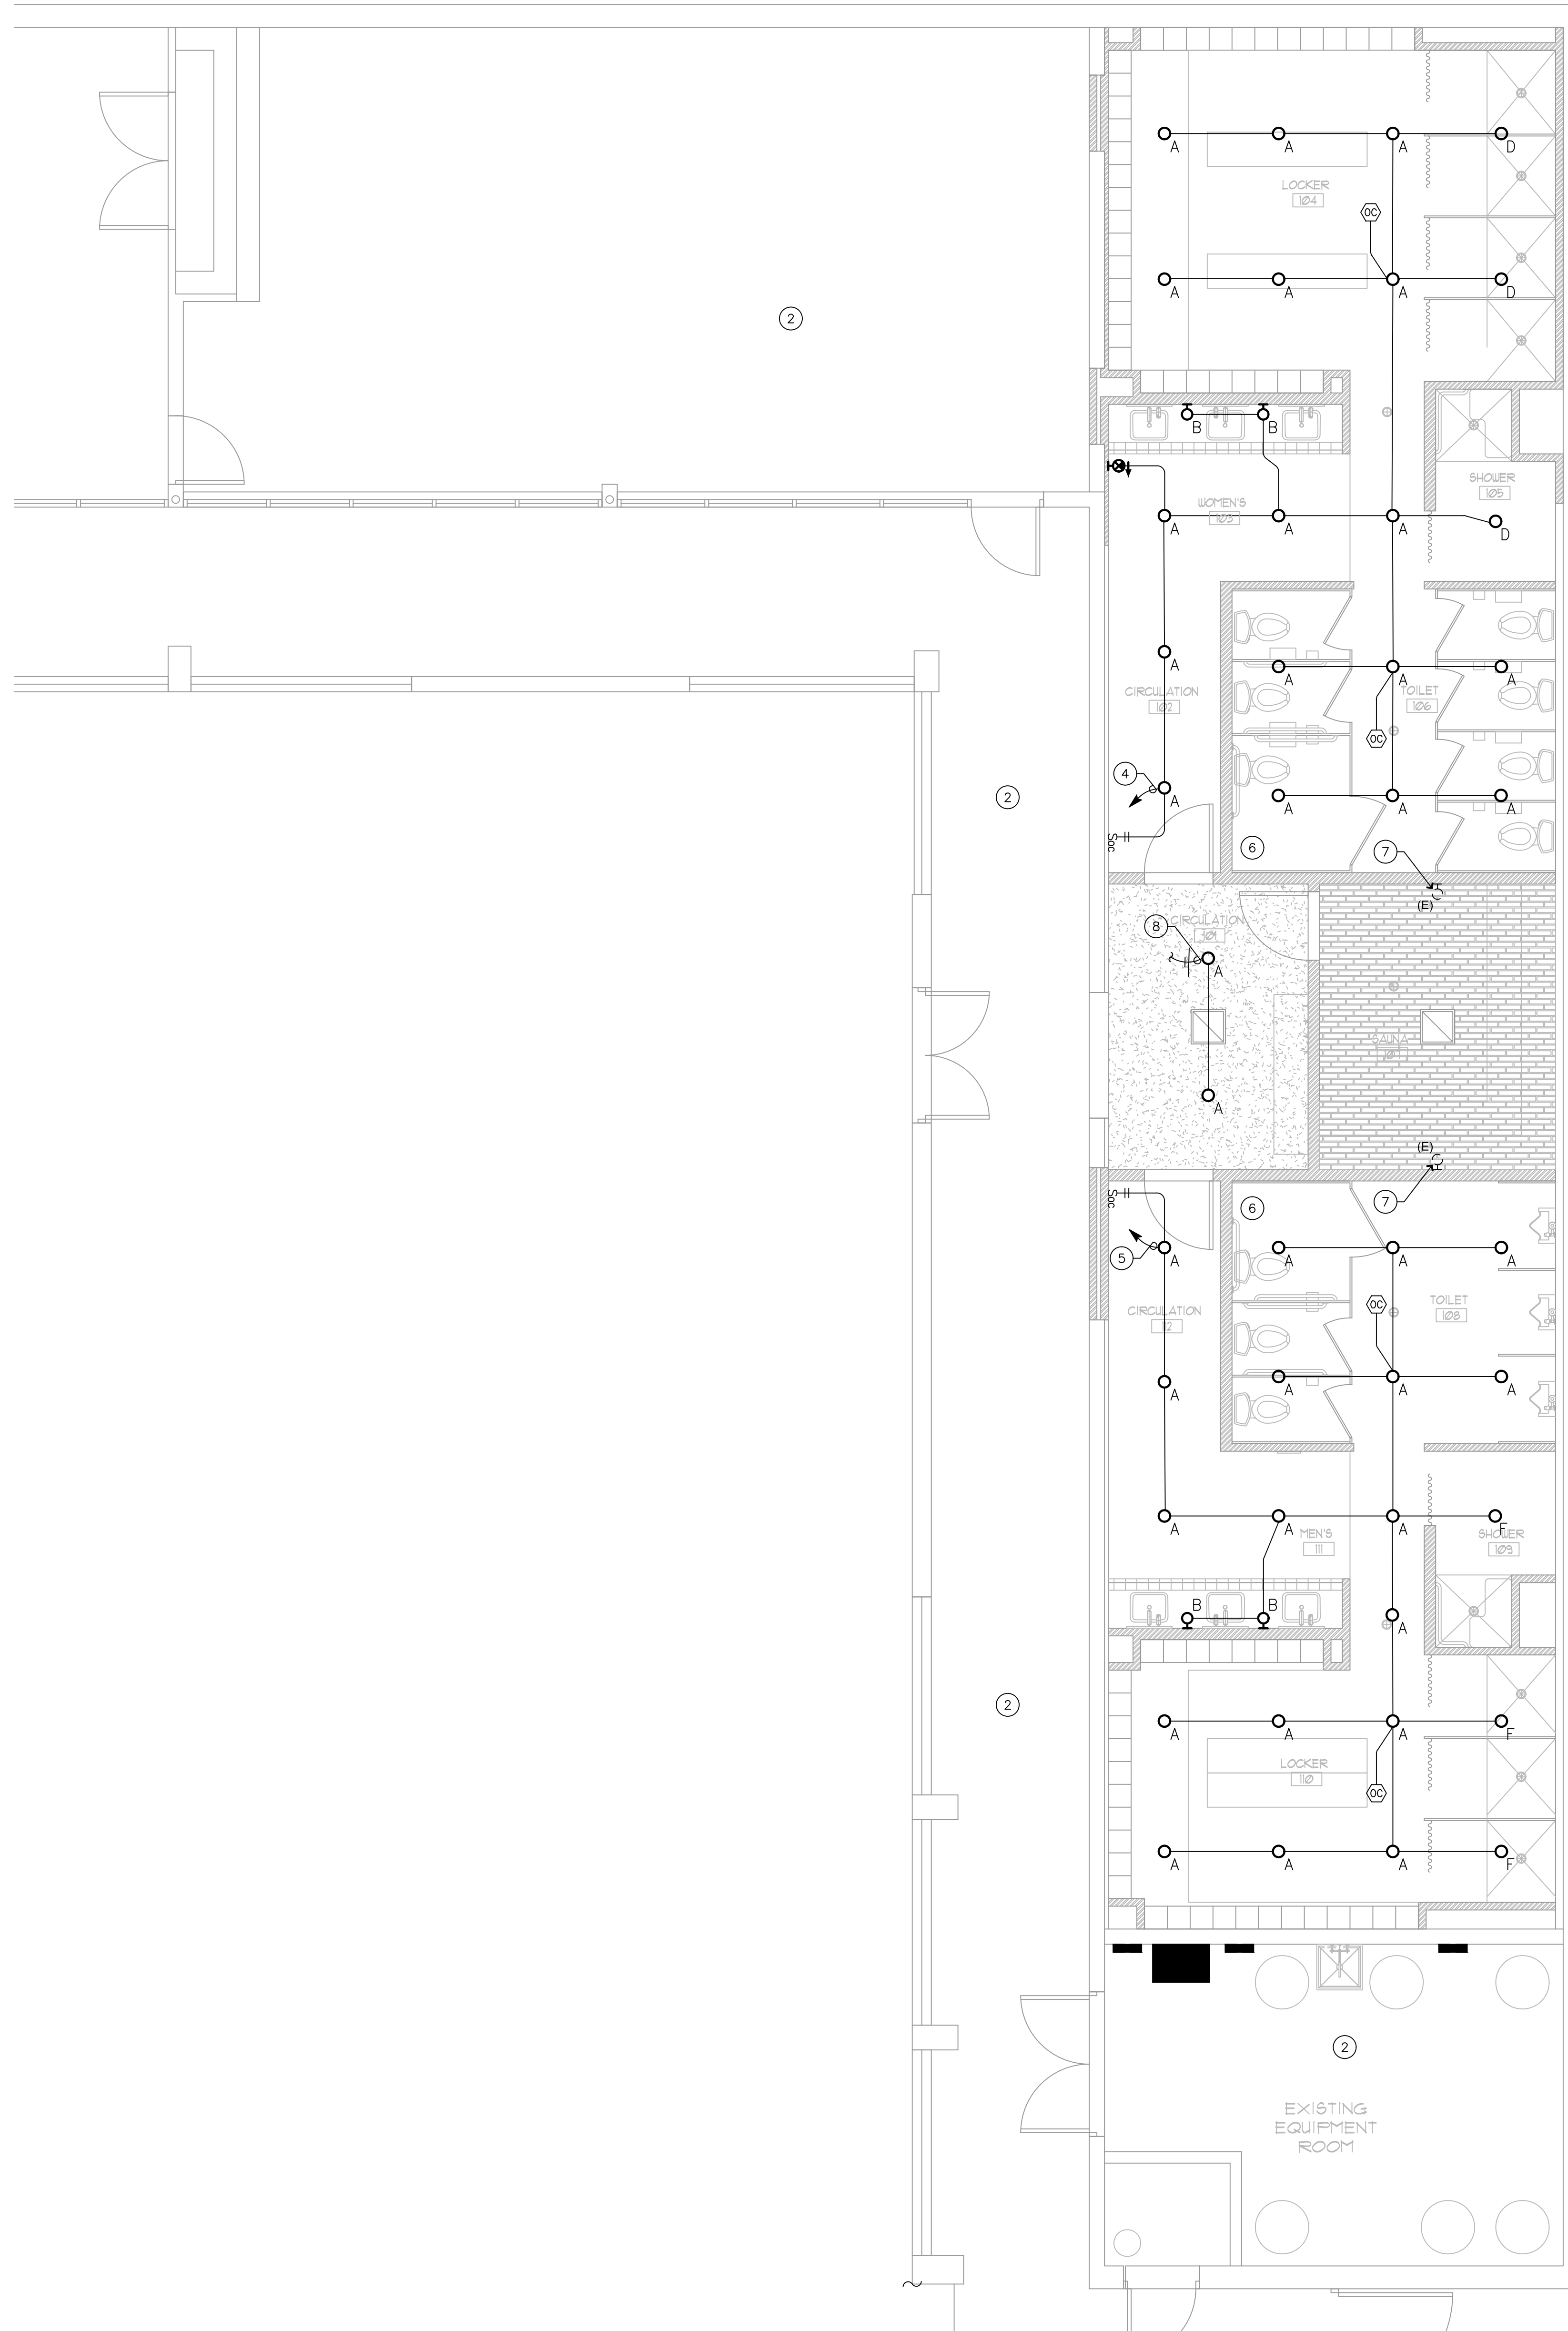 A A A D
LOCKER
104
OC
A A A D
2
B B
SHOWER
105
WOMEN'S
103
A A A D
A
A A A
CIRCULATION
102
TOILET
106
OC
4
A
A A A
Soc
6
7
(E)
CIRCULATION
101
8
A
SAUNA
A
2
(E)
Soc
6
7
5
A
A A A
OC
TOILET
108
CIRCULATION
112
A
A A A
A A A F
MEN'S
111
SHOWER
109
B B
A
2
A A A F
LOCKER
110
OC
A A A F
2
EXISTING
EQUIPMENT
ROOM